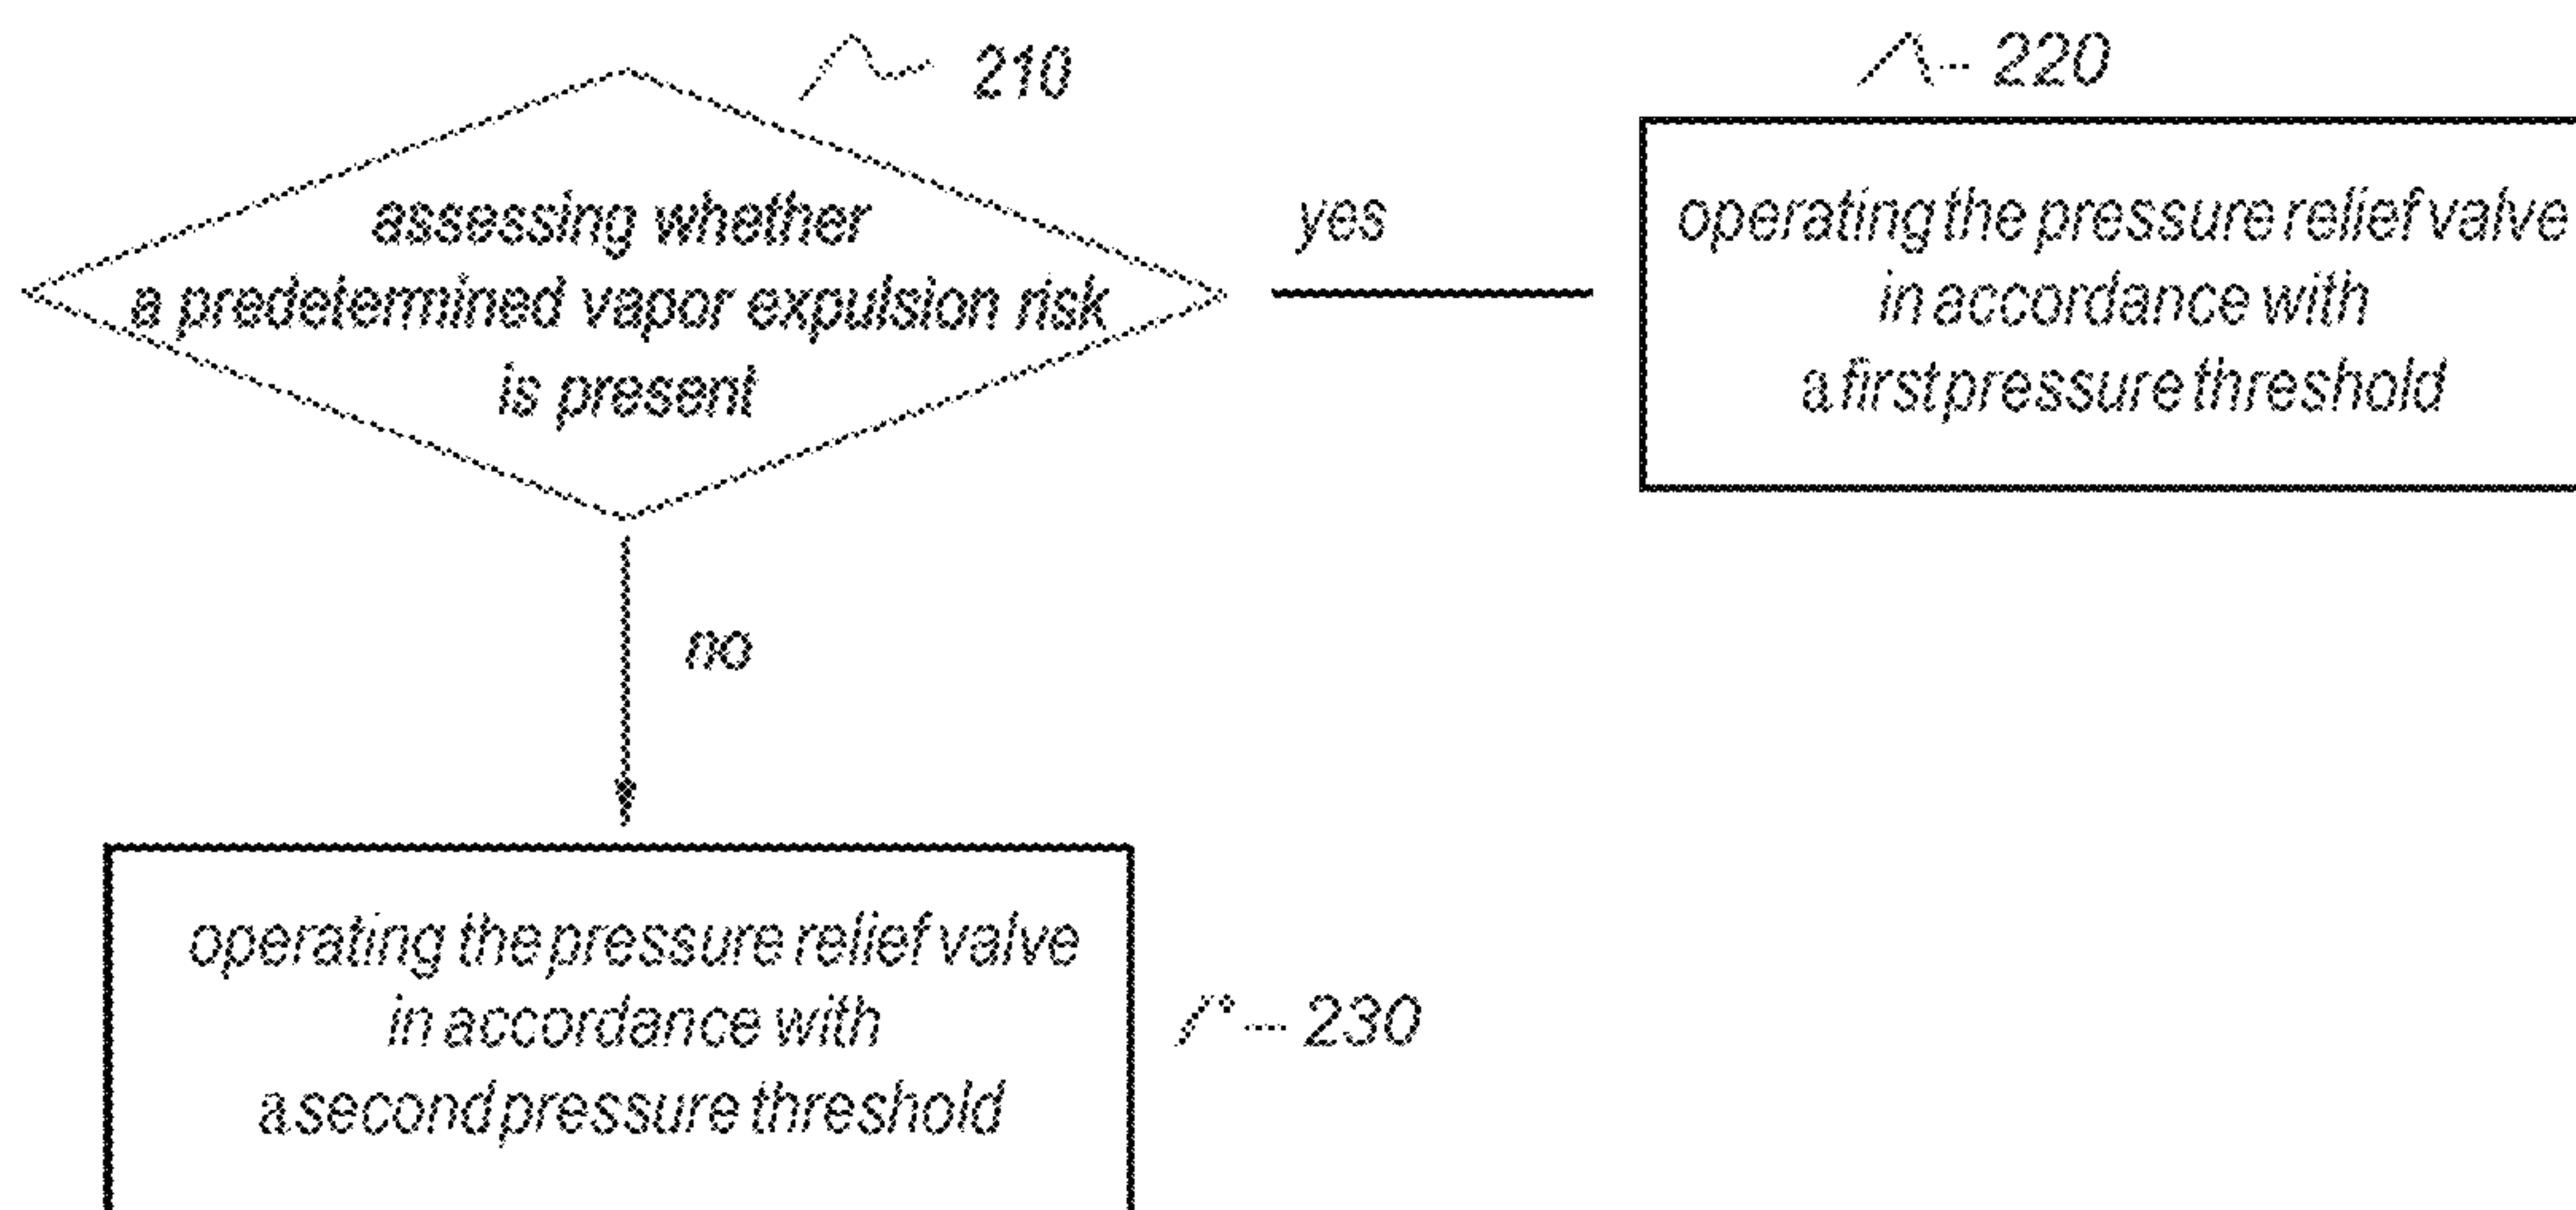 210
assessing whether
a predetermined vapor expulsion risk
is present
yes
220
operating the pressure relief valve
in accordance with
a first pressure threshold
no
operating the pressure relief valve
in accordance with
a second pressure threshold
230